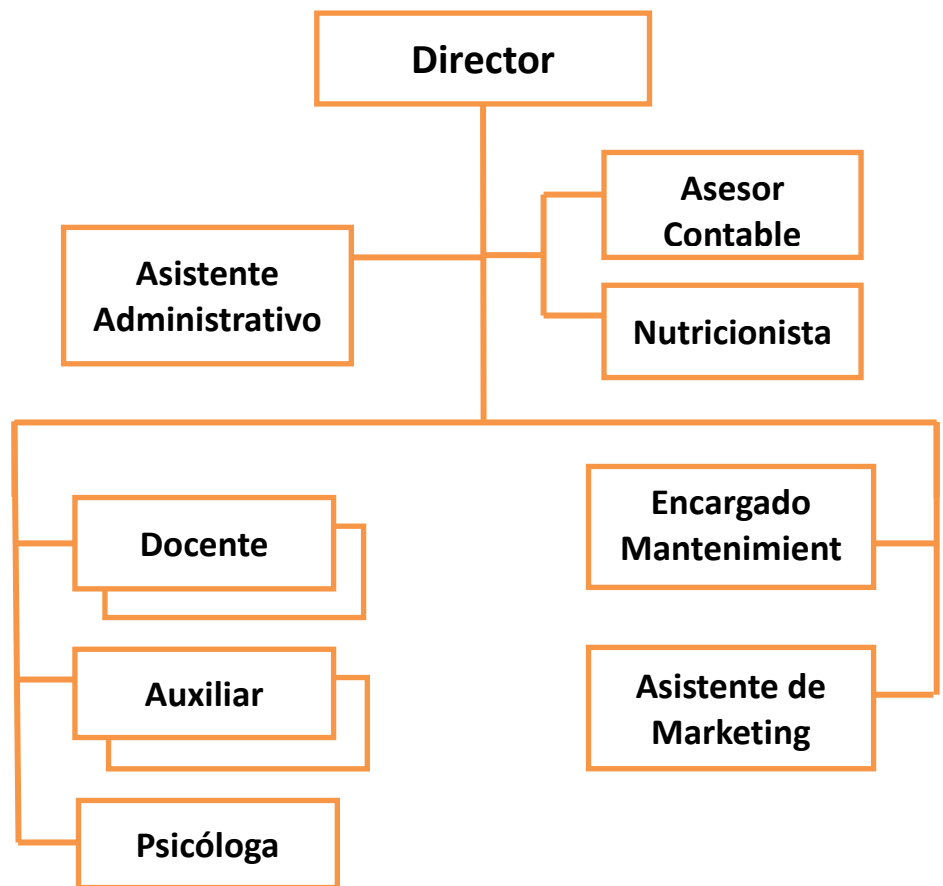 Director
Asesor
Contable
Asistente
Administrativo
Nutricionista
Docente
Encargado
Mantenimient
Auxiliar
Asistente de
Marketing
Psicóloga